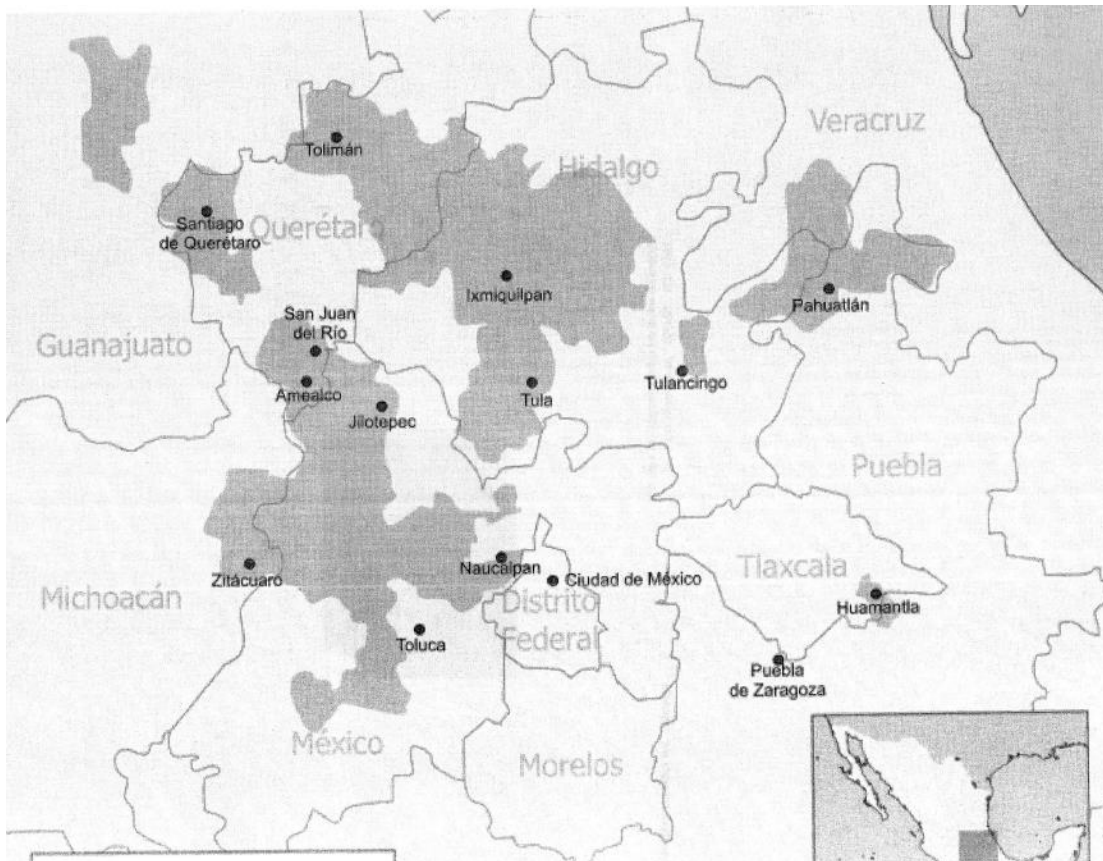 Veracruz
Tolimán
Hidalgo
Santiago
de Querétaro
Querétaro
Ixmiquilpan
Pahuatlán
San Juan
del Río
Guanajuato
Amealco
Tula
Tulancingo
Jilotepec
Puebla
Zitácuaro
Naucalpan
Ciudad de México
Tlaxcala
Michoacán
Distrito
Federal
Huamantla
Toluca
Puebla
de Zaragoza
México
Morelos